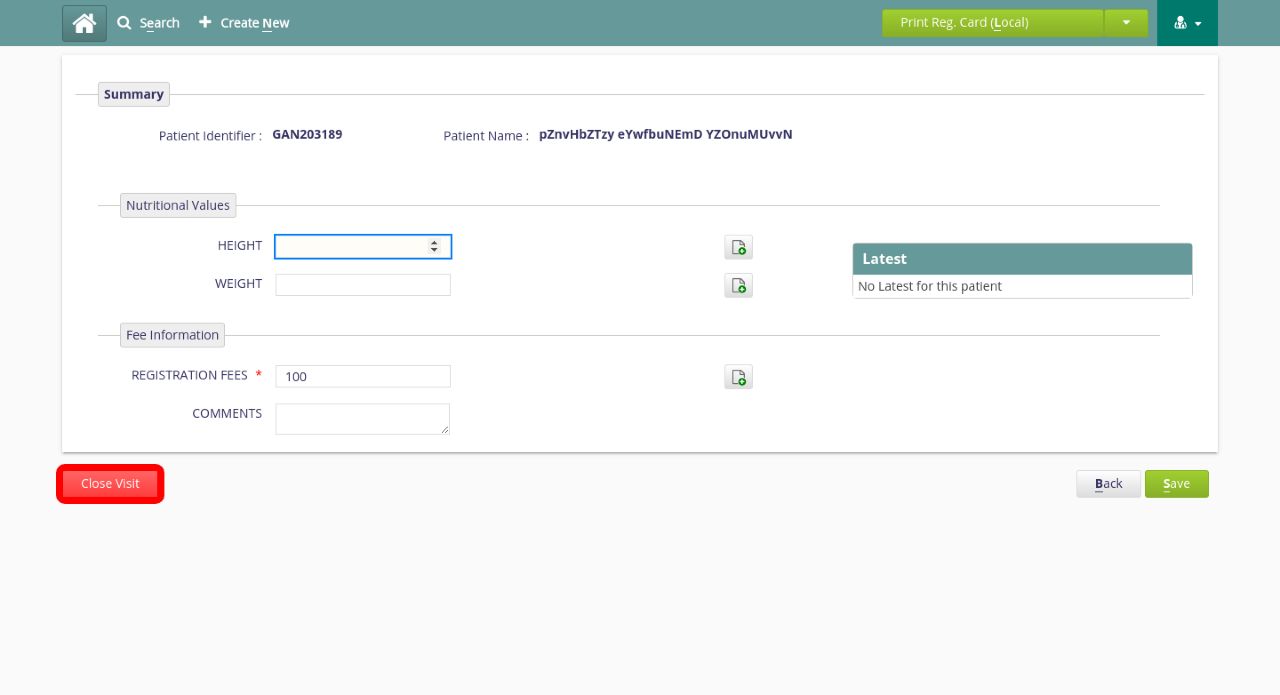 Search
Create New
Print Reg. Card (Local)
Summary
Patient Identifier : GAN203189
Patient Name : pZnvHbZTzy eYwfbuNEmD YZOnuMUvvN
Nutritional Values
HEIGHT
WEIGHT
Latest
No Latest for this patient
Fee Information
REGISTRATION FEES * 100
COMMENTS
Close Visit
Back
Save